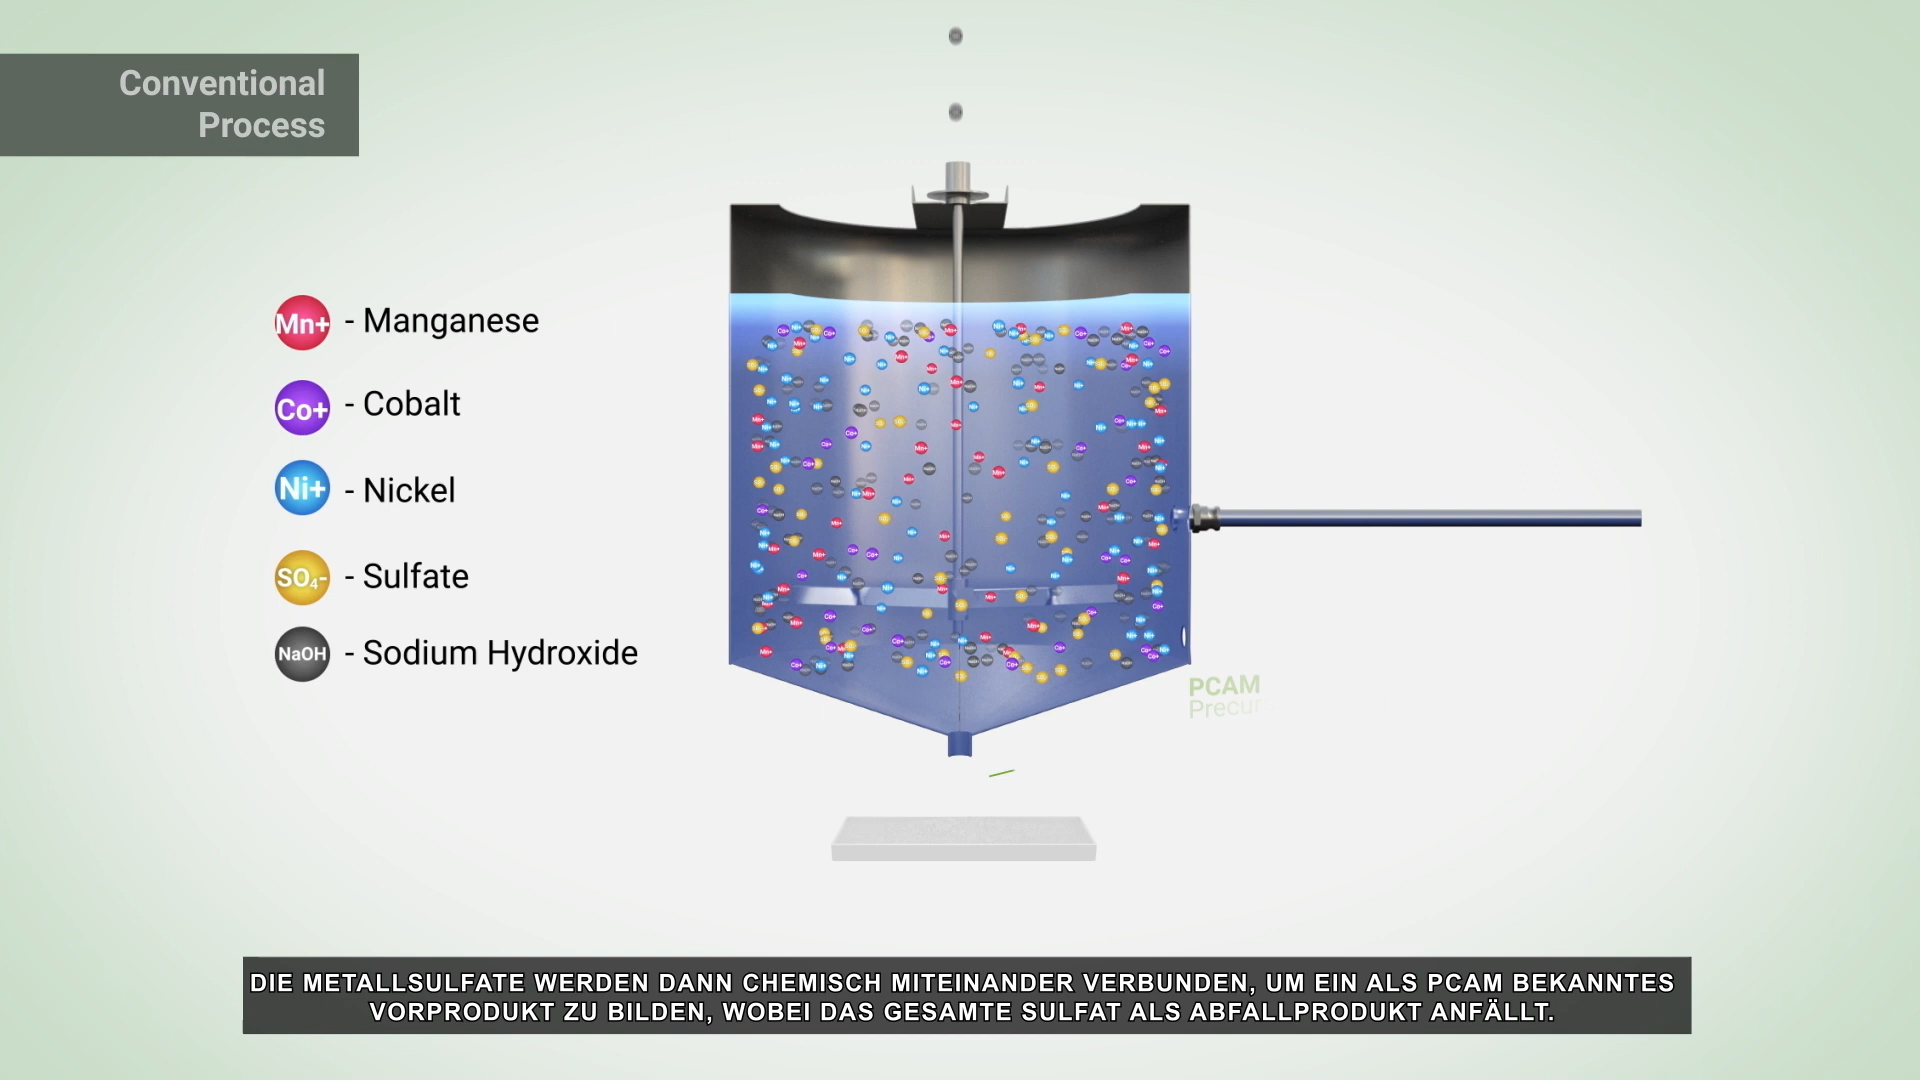 Conventional
Process
Mn+ - Manganese
Co+ - Cobalt
Ni+ - Nickel
SO₄- - Sulfate
NaOH - Sodium Hydroxide
PCAM
Precur
DIE METALLSULFATE WERDEN DANN CHEMISCH MITEINANDER VERBUNDEN, UM EIN ALS PCAM BEKANNTES
VORPRODUKT ZU BILDEN, WOBEI DAS GESAMTE SULFAT ALS ABFALLPRODUKT ANFÄLLT.